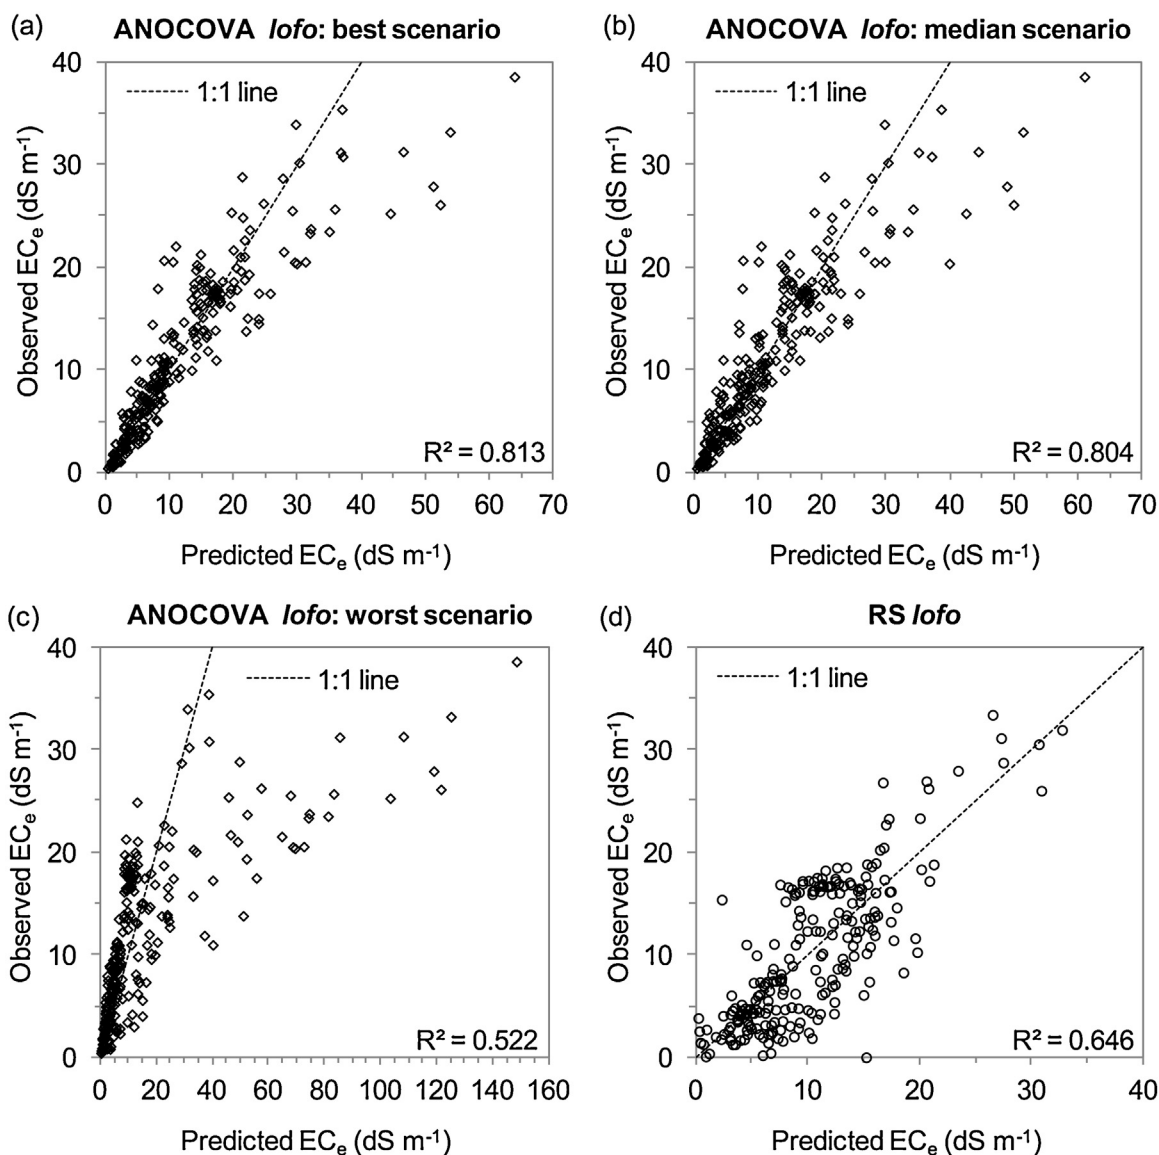 (a) ANOCOVA lofo: best scenario
40
1:1 line
30
20
10
0
R² = 0.813
0 10 20 30 40 50 60 70
Observed ECe (dS m-1)
Predicted ECe (dS m-1)
(b) ANOCOVA lofo: median scenario
40
1:1 line
30
20
10
0
R² = 0.804
0 10 20 30 40 50 60 70
Observed ECe (dS m-1)
Predicted ECe (dS m-1)
(c) ANOCOVA lofo: worst scenario
40
1:1 line
30
20
10
0
R² = 0.522
0 20 40 60 80 100 120 140 160
Observed ECe (dS m-1)
Predicted ECe (dS m-1)
(d) RS lofo
40
1:1 line
30
20
10
0
R² = 0.646
0 10 20 30 40
Observed ECe (dS m-1)
Predicted ECe (dS m-1)